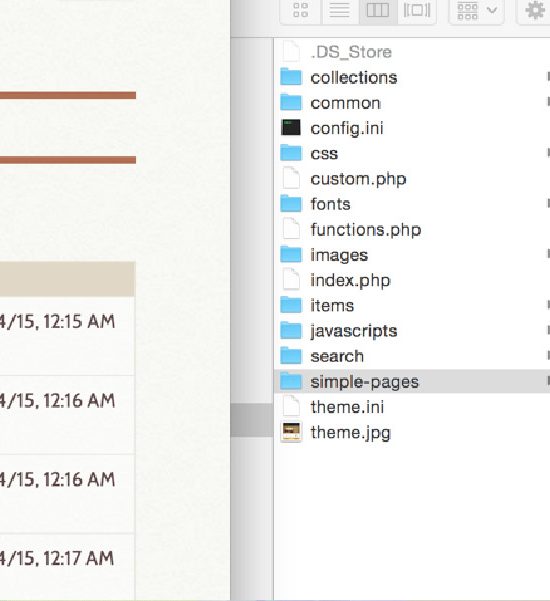 .DS_Store
collections
common
config.ini
css
custom.php
fonts
functions.php
images
index.php
items
javascripts
search
simple-pages
theme.ini
theme.jpg
4/15, 12:15 AM
4/15, 12:16 AM
4/15, 12:16 AM
4/15, 12:17 AM